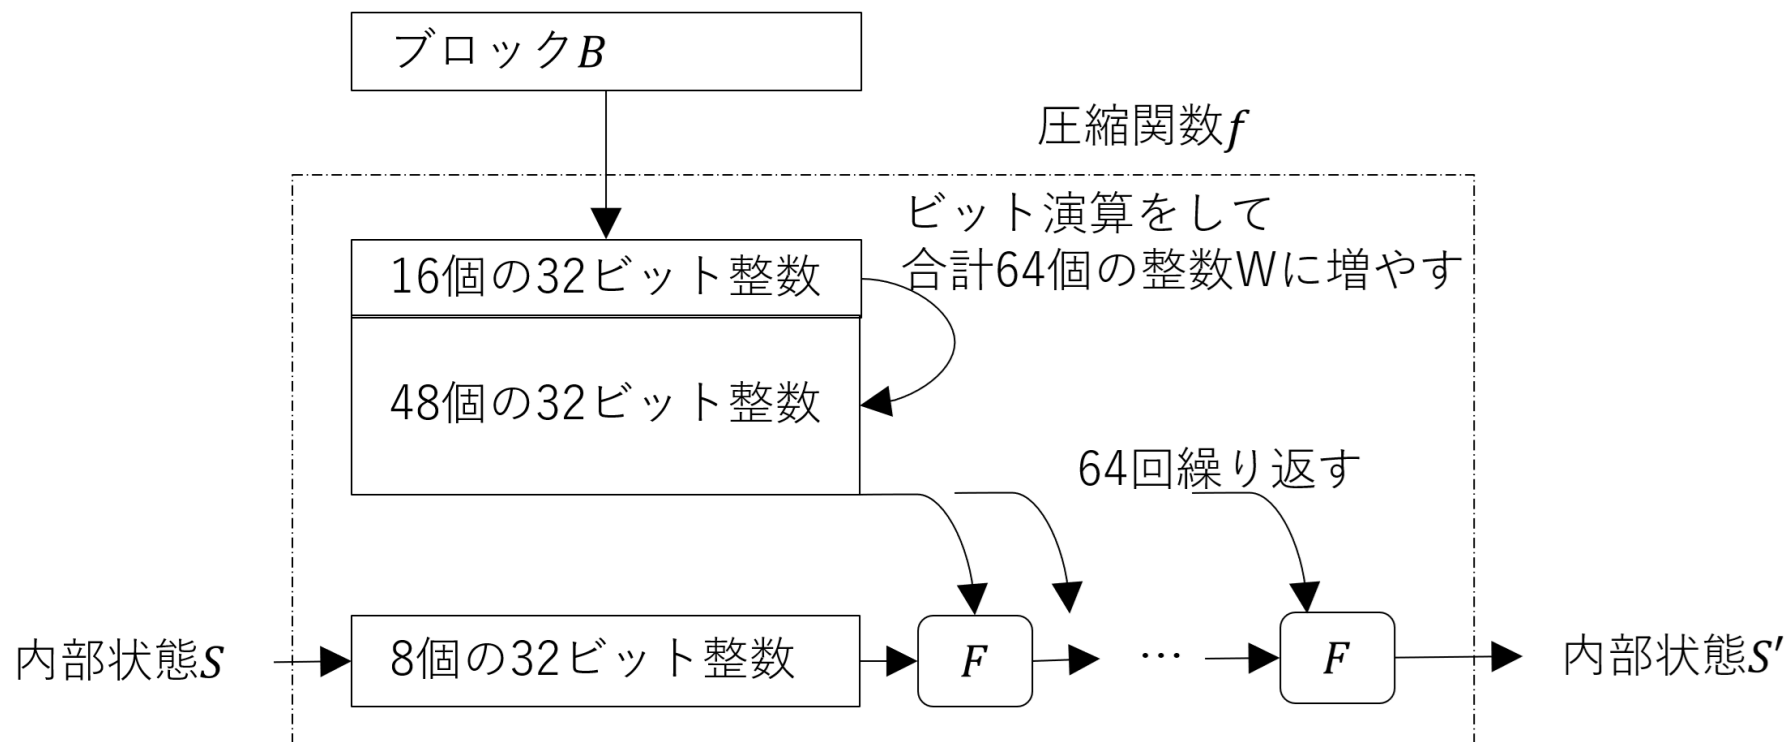 ブロックB
圧縮関数f
ビット演算をして
合計64個の整数Wに増やす
16個の32ビット整数
48個の32ビット整数
64回繰り返す
内部状態S
8個の32ビット整数
F
…
F
内部状態S′